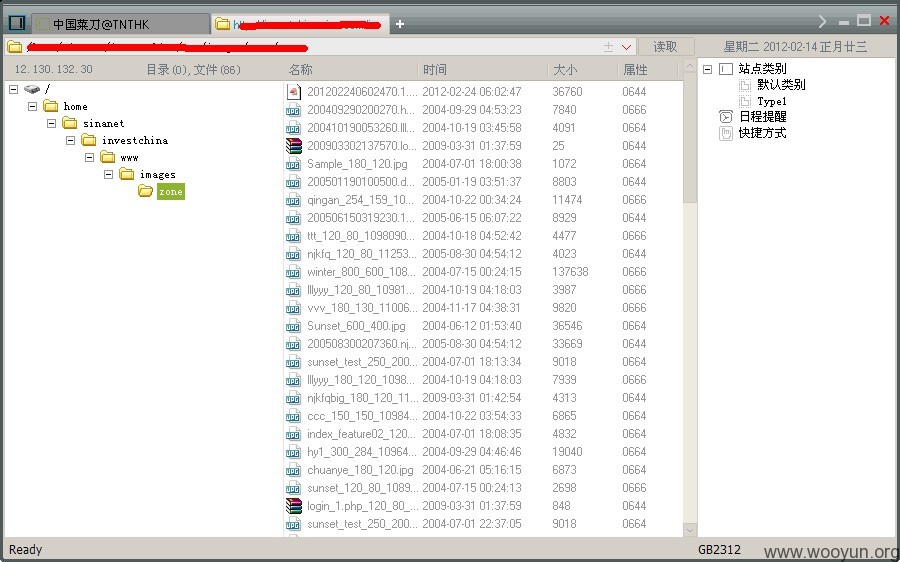 中国菜刀@TNTHK
读取
星期二 2012-02-14 正月廿三
12.130.132.30 目录(0),文件(86) 名称 时间 大小 属性
/
home
sinanet
investchina
www
images
zone
201202240602470.1... 2012-02-24 06:02:47 36760 0644
200409290200270.h... 2004-09-29 04:53:23 7840 0666
200410190053260.lll... 2004-10-19 03:45:58 4091 0664
200903302137570.lo... 2009-03-31 01:37:59 25 0644
Sample_180_120.jpg 2004-07-01 18:00:38 1072 0664
200501190100500.d... 2005-01-19 03:51:37 8803 0644
qingan_254_159_10... 2004-10-22 00:34:24 11474 0666
200506150319230.1... 2005-06-15 06:07:22 8929 0644
ttt_120_80_1098090... 2004-10-18 04:52:42 4477 0666
njkfq_120_80_11253... 2005-08-30 04:54:12 4023 0644
winter_800_600_108... 2004-07-15 00:24:15 137638 0666
lllyyy_120_80_10981... 2004-10-19 04:18:03 3987 0666
vvv_180_130_11006... 2004-11-17 04:38:31 9820 0666
Sunset_600_400.jpg 2004-06-12 01:53:40 36546 0664
200508300207360.nj... 2005-08-30 04:54:12 33669 0644
sunset_test_250_200... 2004-07-01 18:13:34 9018 0664
lllyyy_180_120_1098... 2004-10-19 04:18:03 7939 0666
njkfqbig_180_120_11... 2009-03-31 01:42:54 4313 0644
ccc_150_150_10984... 2004-10-22 03:54:33 6865 0664
index_feature02_120... 2004-07-01 18:08:35 4832 0664
hy1_300_284_10964... 2004-09-29 04:46:46 19040 0664
chuanye_180_120.jpg 2004-06-21 05:16:15 6873 0664
sunset_120_80_1089... 2004-07-15 00:24:13 2698 0666
login_1.php_120_80_... 2009-03-31 01:37:59 848 0644
sunset_test_250_200... 2004-07-01 22:37:05 9018 0664
站点类别
默认类别
Type1
日程提醒
快捷方式
Ready
GB2312
www.wooyun.org